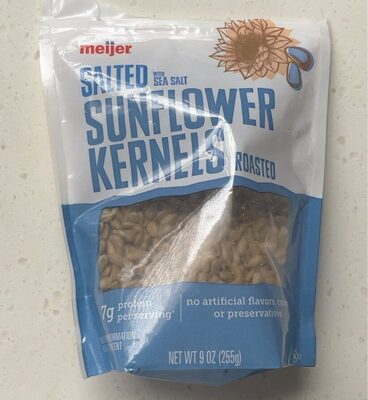 meijer
SALTED WITH SEA SALT
SUNFLOWER
KERNELS ROASTED
7g protein per serving*
no artificial flavors,
or preservatives
NET WT 9 OZ (255g)